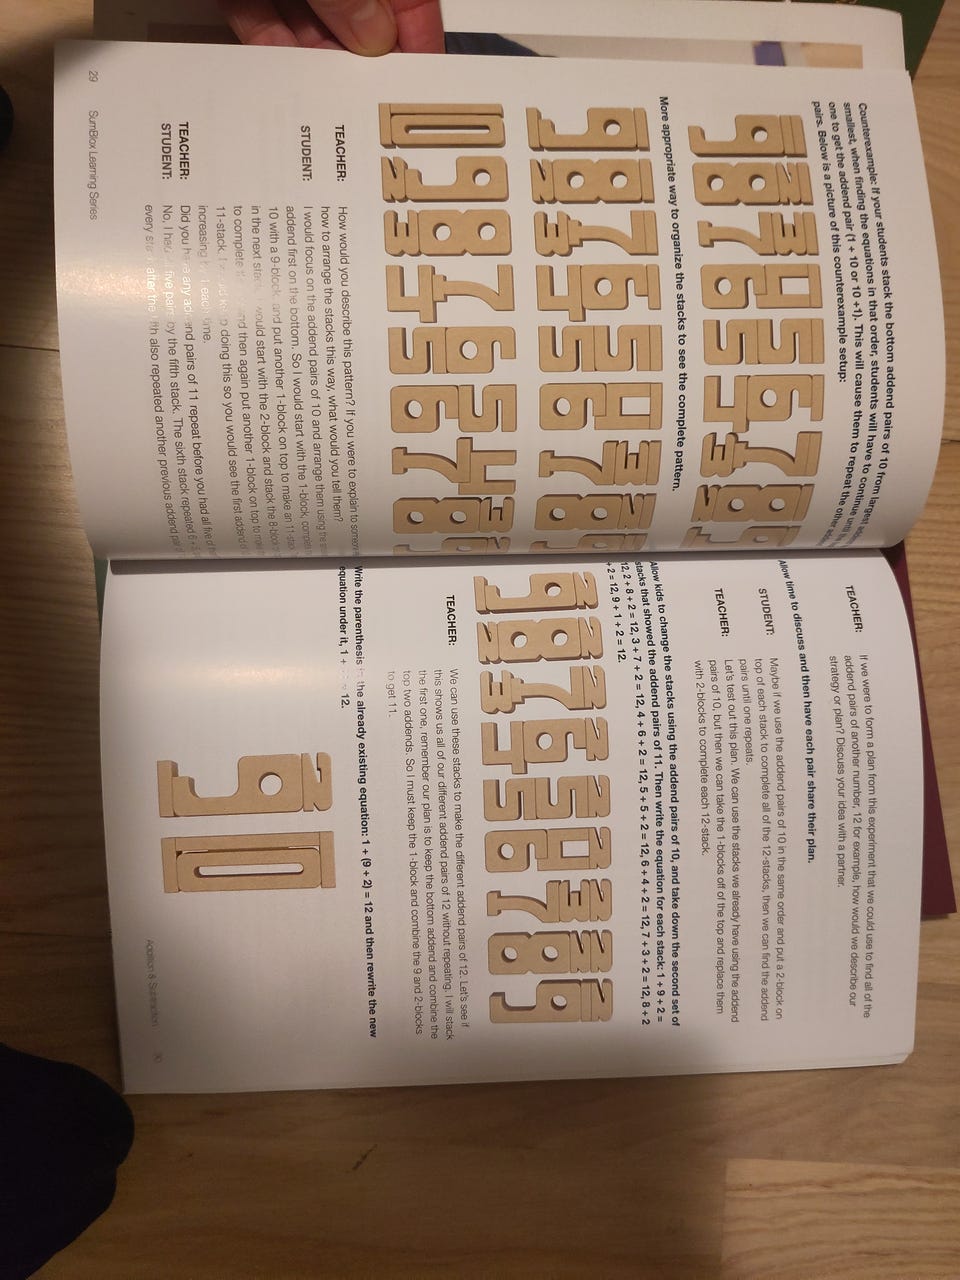 Counterexample: If your students stack the bottom addend pairs of 10 from largest
smallest, when finding the equations in that order, students will have to continue until
one to get the addend pair (1 + 10 or 10 +1). This will cause them to repeat the other
pairs. Below is a picture of this counterexample setup:
More appropriate way to organize the stacks to see the complete pattern.
TEACHER: How would you describe this pattern? If you were to explain to
how to arrange the stacks this way, what would you tell them?
STUDENT: I would focus on the addend pairs of 10 and arrange them using the
addend first on the bottom. So I would start with the 1-block,
10 with a 9-block and put another 1-block on top to make an
in the next would start with the 2-block and stack the
to complete and then again put another 1-block on top to
11-stack. doing this so you would see the first addend
increasing each time.
TEACHER: Did you have any addend pairs of 11 repeat before you had all five of
STUDENT: No, I had five pairs by the fifth stack. The sixth stack repeated
every after the fifth also repeated another previous addend
29 SumBlox Learning Series
TEACHER: If we were to form a plan from this experiment that we could use to find all of the
addend pairs of another number, 12 for example, how would we describe our
strategy or plan? Discuss your idea with a partner.
Allow time to discuss and then have each pair share their plan.
STUDENT: Maybe if we use the addend pairs of 10 in the same order and put a 2-block on
top of each stack to complete all of the 12-stacks, then we can find the addend
pairs until one repeats.
TEACHER: Let's test out this plan. We can use the stacks we already have using the addend
pairs of 10, but then we can take the 1-blocks off of the top and replace them
with 2-blocks to complete each 12-stack.
Allow kids to change the stacks using the addend pairs of 10, and take down the second set of
stacks that showed the addend pairs of 11. Then write the equation for each stack: 1 + 9 + 2 =
12, 2 + 8 + 2 = 12, 3 + 7 + 2 = 12, 4 + 6 + 2 = 12, 5 + 5 + 2 = 12, 6 + 4 + 2 = 12, 7 + 3 + 2 = 12, 8 + 2
+ 2 = 12, 9 + 1 + 2 = 12.
TEACHER: We can use these stacks to make the different addend pairs of 12. Let's see if
this shows us all of our different addend pairs of 12 without repeating. I will stack
the first one, remember our plan is to keep the bottom addend and combine the
top two addends. So I must keep the 1-block and combine the 9 and 2-blocks
to get 11.
Write the parenthesis the already existing equation: 1 + (9 + 2) = 12 and then rewrite the new
equation under it, 1 + = 12.
Addition & Subtraction 30